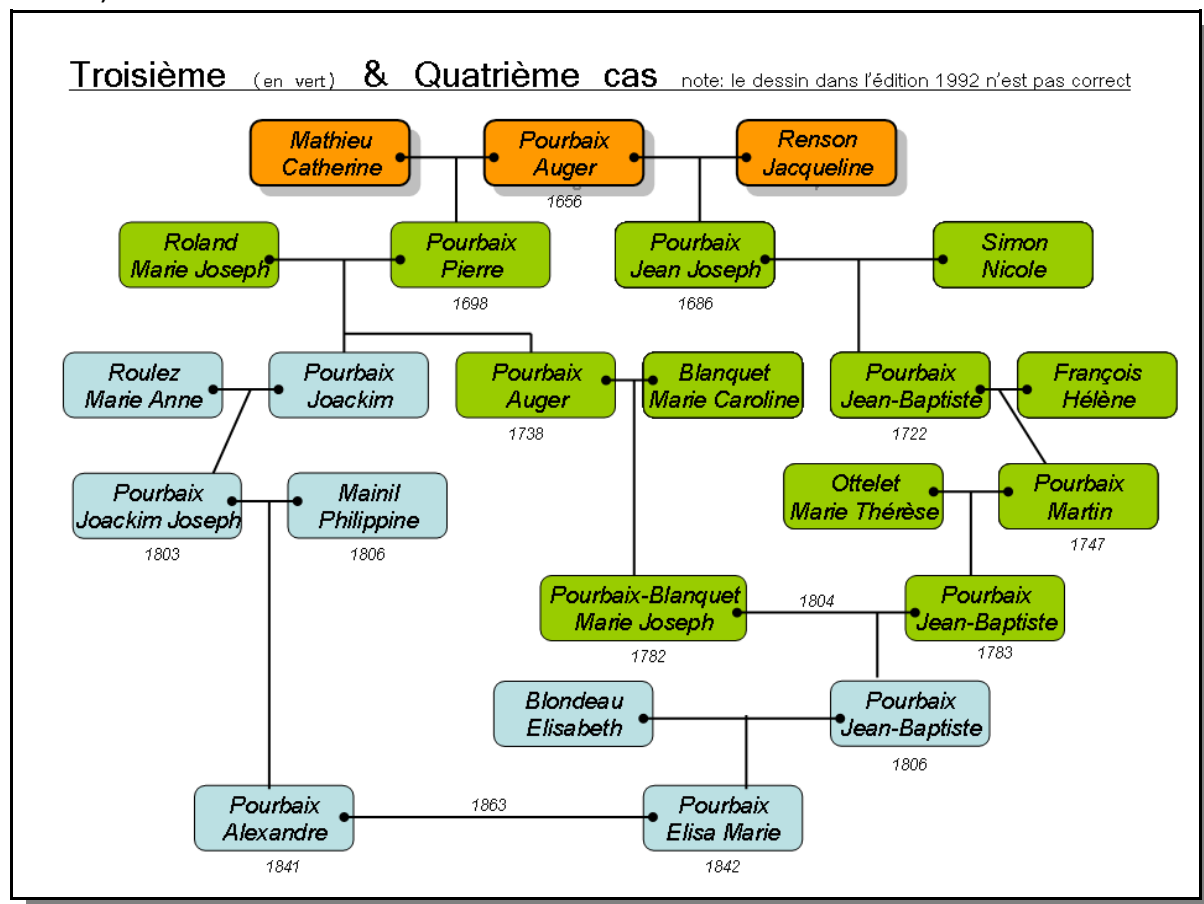 Troisième (en vert) & Quatrième cas note: le dessin dans l'édition 1992 n'est pas correct
Mathieu
Catherine
Pourbaix
Auger
Renson
Jacqueline
1656
Roland
Marie Joseph
Pourbaix
Pierre
Pourbaix
Jean Joseph
Simon
Nicole
1698
1686
Roulez
Marie Anne
Pourbaix
Joackim
Pourbaix
Auger
Blanquet
Marie Caroline
Pourbaix
Jean-Baptiste
François
Hélène
1738
1722
Pourbaix
Joackim Joseph
Mainil
Philippine
Ottelet
Marie Thérèse
Pourbaix
Martin
1803
1806
1747
Pourbaix-Blanquet
Marie Joseph
1804
Pourbaix
Jean-Baptiste
1782
1783
Blondeau
Elisabeth
Pourbaix
Jean-Baptiste
1806
Pourbaix
Alexandre
1863
Pourbaix
Elisa Marie
1841
1842